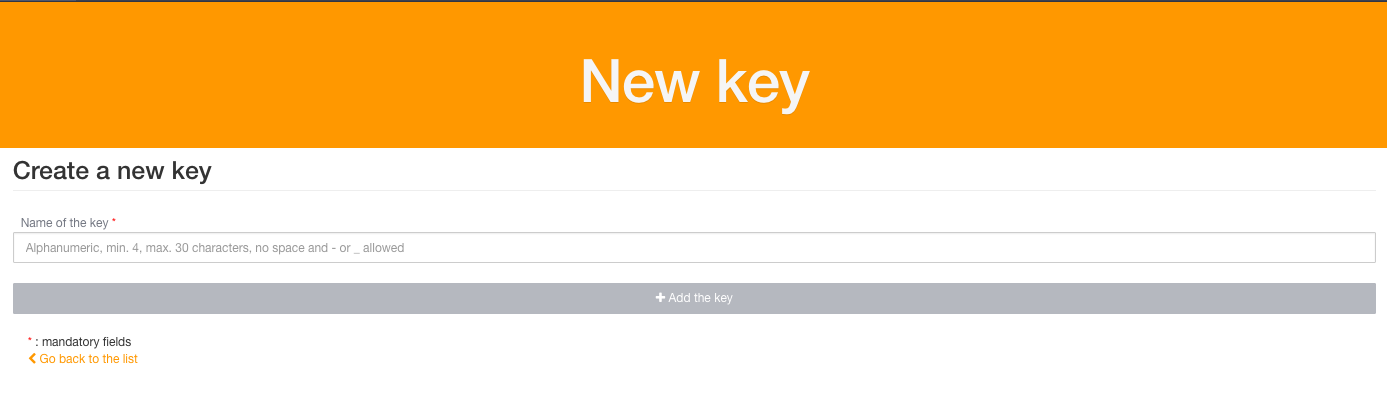 New key
Create a new key
Name of the key *
Alphanumeric, min. 4, max. 30 characters, no space and - or _ allowed
Add the key
* : mandatory fields
Go back to the list